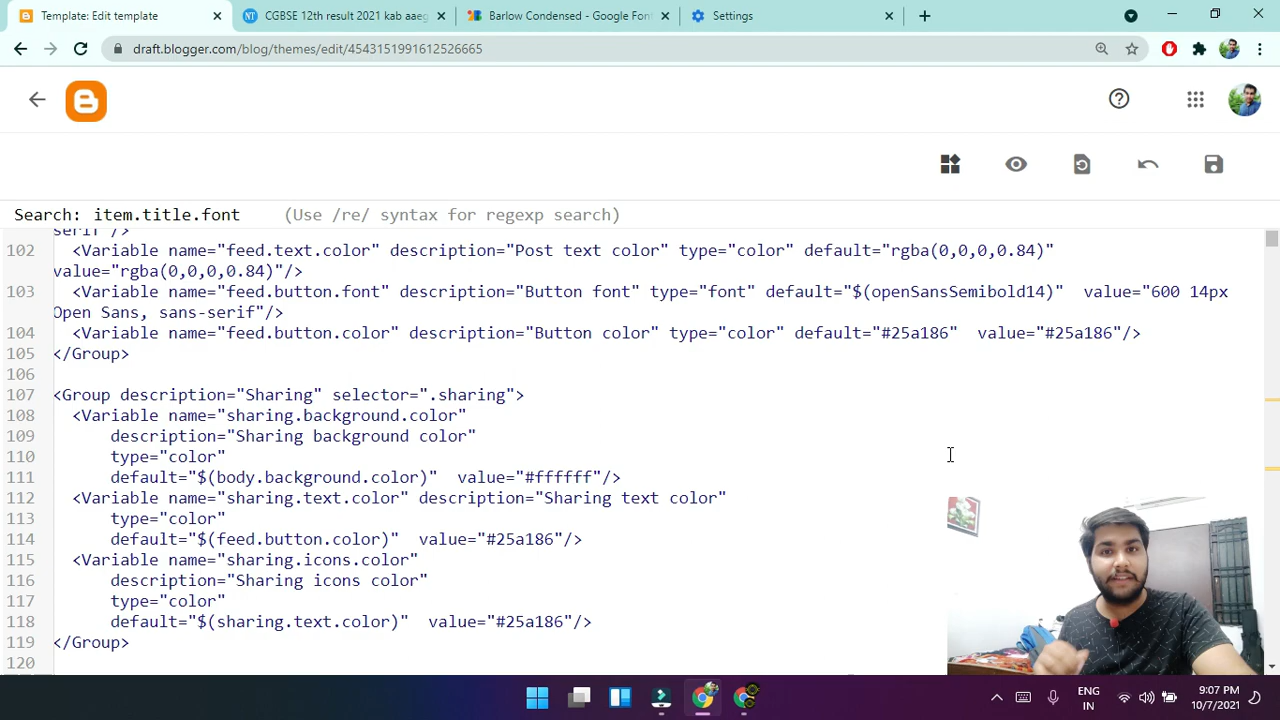 Template: Edit template
CGBSE 12th result 2021 kab aaeg
Barlow Condensed - Google Font
Settings
draft.blogger.com/blog/themes/edit/4543151991612526665
Search: item.title.font (Use /re/ syntax for regexp search)
serif"/>
102 <Variable name="feed.text.color" description="Post text color" type="color" default="rgba(0,0,0,0.84)"
value="rgba(0,0,0,0.84)"/>
103 <Variable name="feed.button.font" description="Button font" type="font" default="$(openSansSemibold14)" value="600 14px
Open Sans, sans-serif"/>
104 <Variable name="feed.button.color" description="Button color" type="color" default="#25a186" value="#25a186"/>
105 </Group>
106
107 <Group description="Sharing" selector=".sharing">
108 <Variable name="sharing.background.color"
109 description="Sharing background color"
110 type="color"
111 default="$(body.background.color)" value="#ffffff"/>
112 <Variable name="sharing.text.color" description="Sharing text color"
113 type="color"
114 default="$(feed.button.color)" value="#25a186"/>
115 <Variable name="sharing.icons.color"
116 description="Sharing icons color"
117 type="color"
118 default="$(sharing.text.color)" value="#25a186"/>
119 </Group>
120
ENG
IN
9:07 PM
10/7/2021